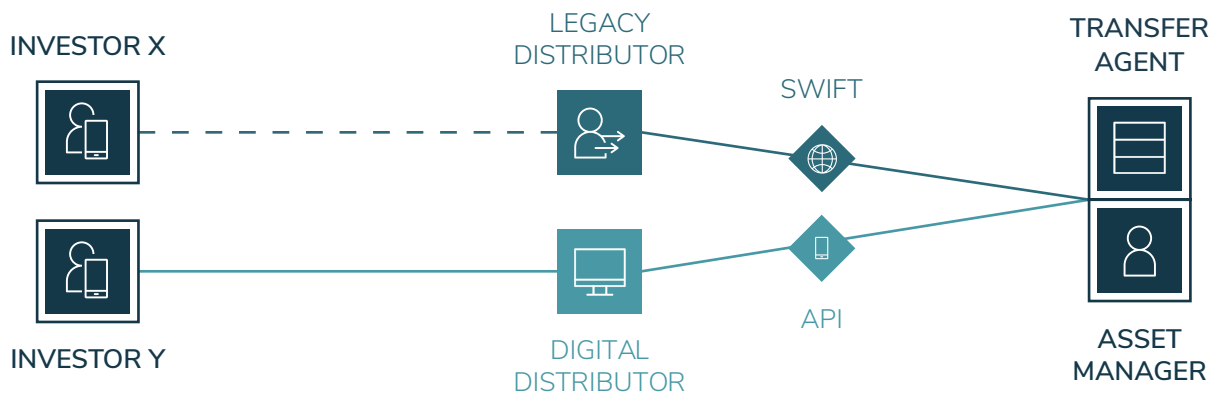 INVESTOR X
LEGACY
DISTRIBUTOR
SWIFT
TRANSFER
AGENT
INVESTOR Y
DIGITAL
DISTRIBUTOR
API
ASSET
MANAGER